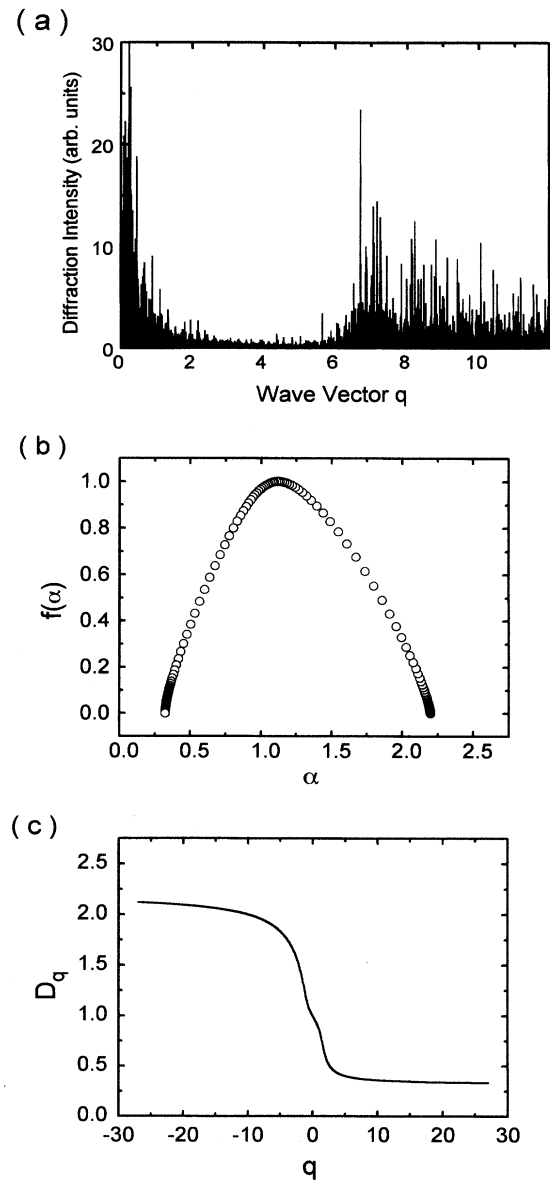 ( a )
30
20
10
0
Diffraction Intensity (arb. units)
0 2 4 6 8 10
Wave Vector q
( b )
1.0
0.8
0.6
0.4
0.2
0.0
f(α)
0.0 0.5 1.0 1.5 2.0 2.5
α
( c )
2.5
2.0
1.5
1.0
0.5
0.0
Dq
-30 -20 -10 0 10 20 30
q